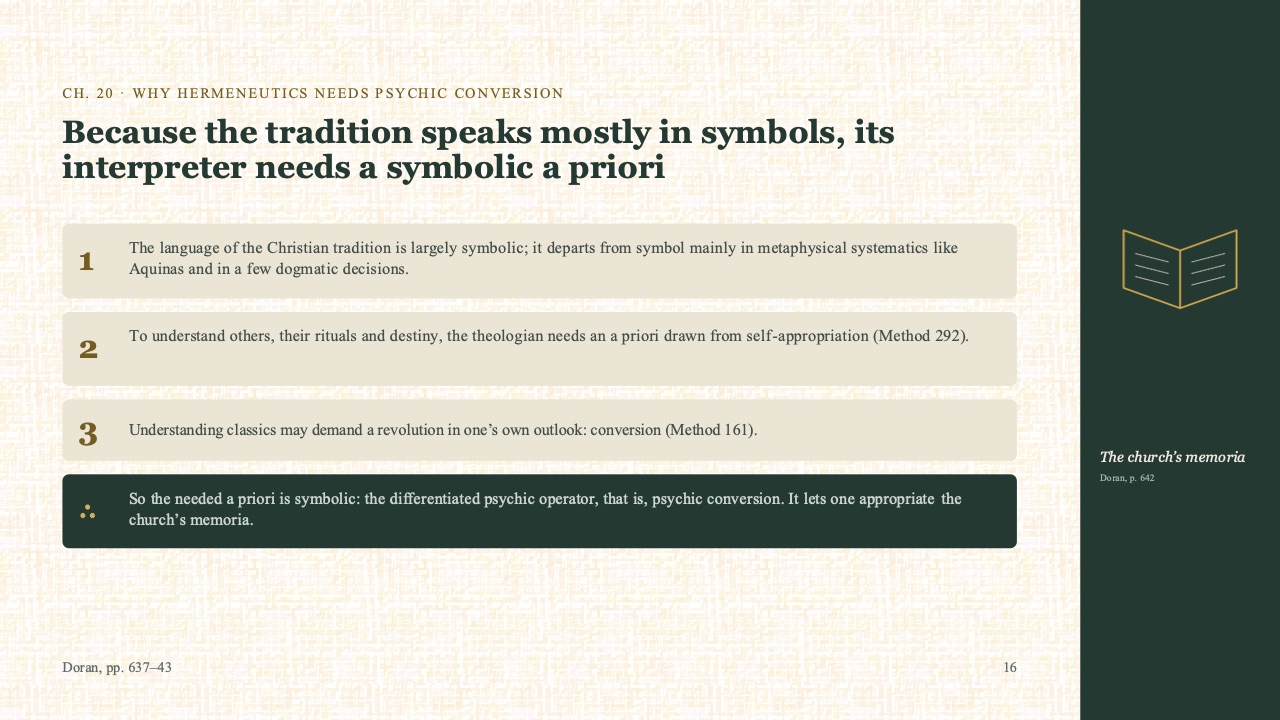 CH. 20 · WHY HERMENEUTICS NEEDS PSYCHIC CONVERSION
Because the tradition speaks mostly in symbols, its
interpreter needs a symbolic a priori
1
The language of the Christian tradition is largely symbolic; it departs from symbol mainly in metaphysical systematics like
Aquinas and in a few dogmatic decisions.
2
To understand others, their rituals and destiny, the theologian needs an a priori drawn from self-appropriation (Method 292).
3
Understanding classics may demand a revolution in one’s own outlook: conversion (Method 161).
∴
So the needed a priori is symbolic: the differentiated psychic operator, that is, psychic conversion. It lets one appropriate the
church’s memoria.
The church’s memoria
Doran, p. 642
Doran, pp. 637–43
16